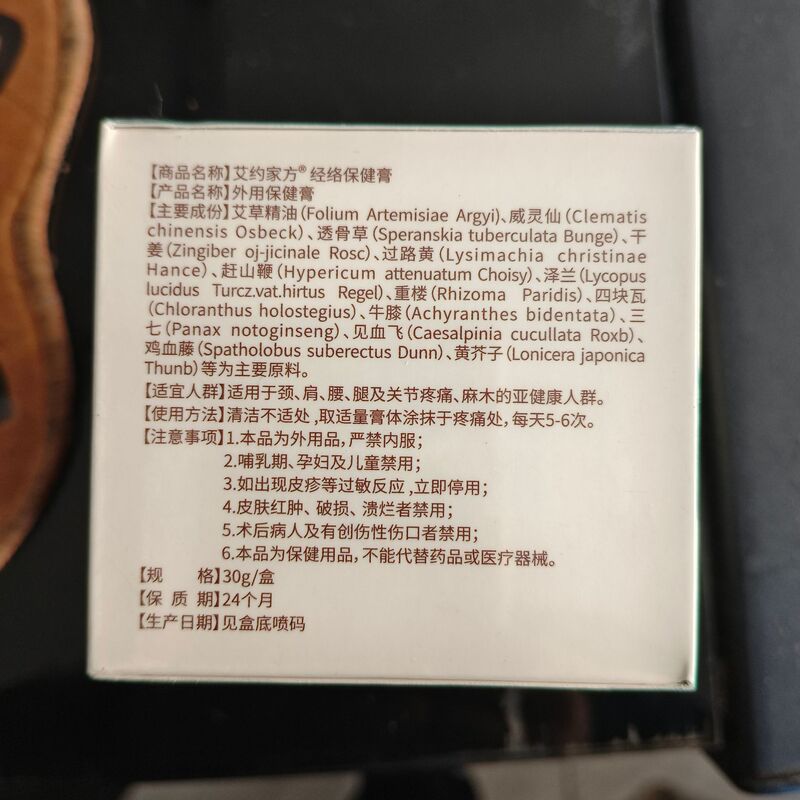 【商品名称】艾约家方®经络保健膏
【产品名称】外用保健膏
【主要成份】艾草精油(Folium Artemisiae Argyi)、威灵仙(Clematis
chinensis Osbeck)、透骨草(Speranskia tuberculata Bunge)、干
姜(Zingiber oj-jicinale Rosc)、过路黄(Lysimachia christinae
Hance)、赶山鞭(Hypericum attenuatum Choisy)、泽兰(Lycopus
lucidus Turcz.vat.hirtus Regel)、重楼(Rhizoma Paridis)、四块瓦
(Chloranthus holostegius)、牛膝(Achyranthes bidentata)、三
七(Panax notoginseng)、见血飞(Caesalpinia cucullata Roxb)、
鸡血藤(Spatholobus suberectus Dunn)、黄芥子(Lonicera japonica
Thunb)等为主要原料。
【适宜人群】适用于颈、肩、腰、腿及关节疼痛、麻木的亚健康人群。
【使用方法】清洁不适处,取适量膏体涂抹于疼痛处,每天5-6次。
【注意事项】1.本品为外用品,严禁内服;
2.哺乳期、孕妇及儿童禁用;
3.如出现皮疹等过敏反应,立即停用;
4.皮肤红肿、破损、溃烂者禁用;
5.术后病人及有创伤性伤口者禁用;
6.本品为保健用品,不能代替药品或医疗器械。
【规 格】30g/盒
【保 质 期】24个月
【生产日期】见盒底喷码